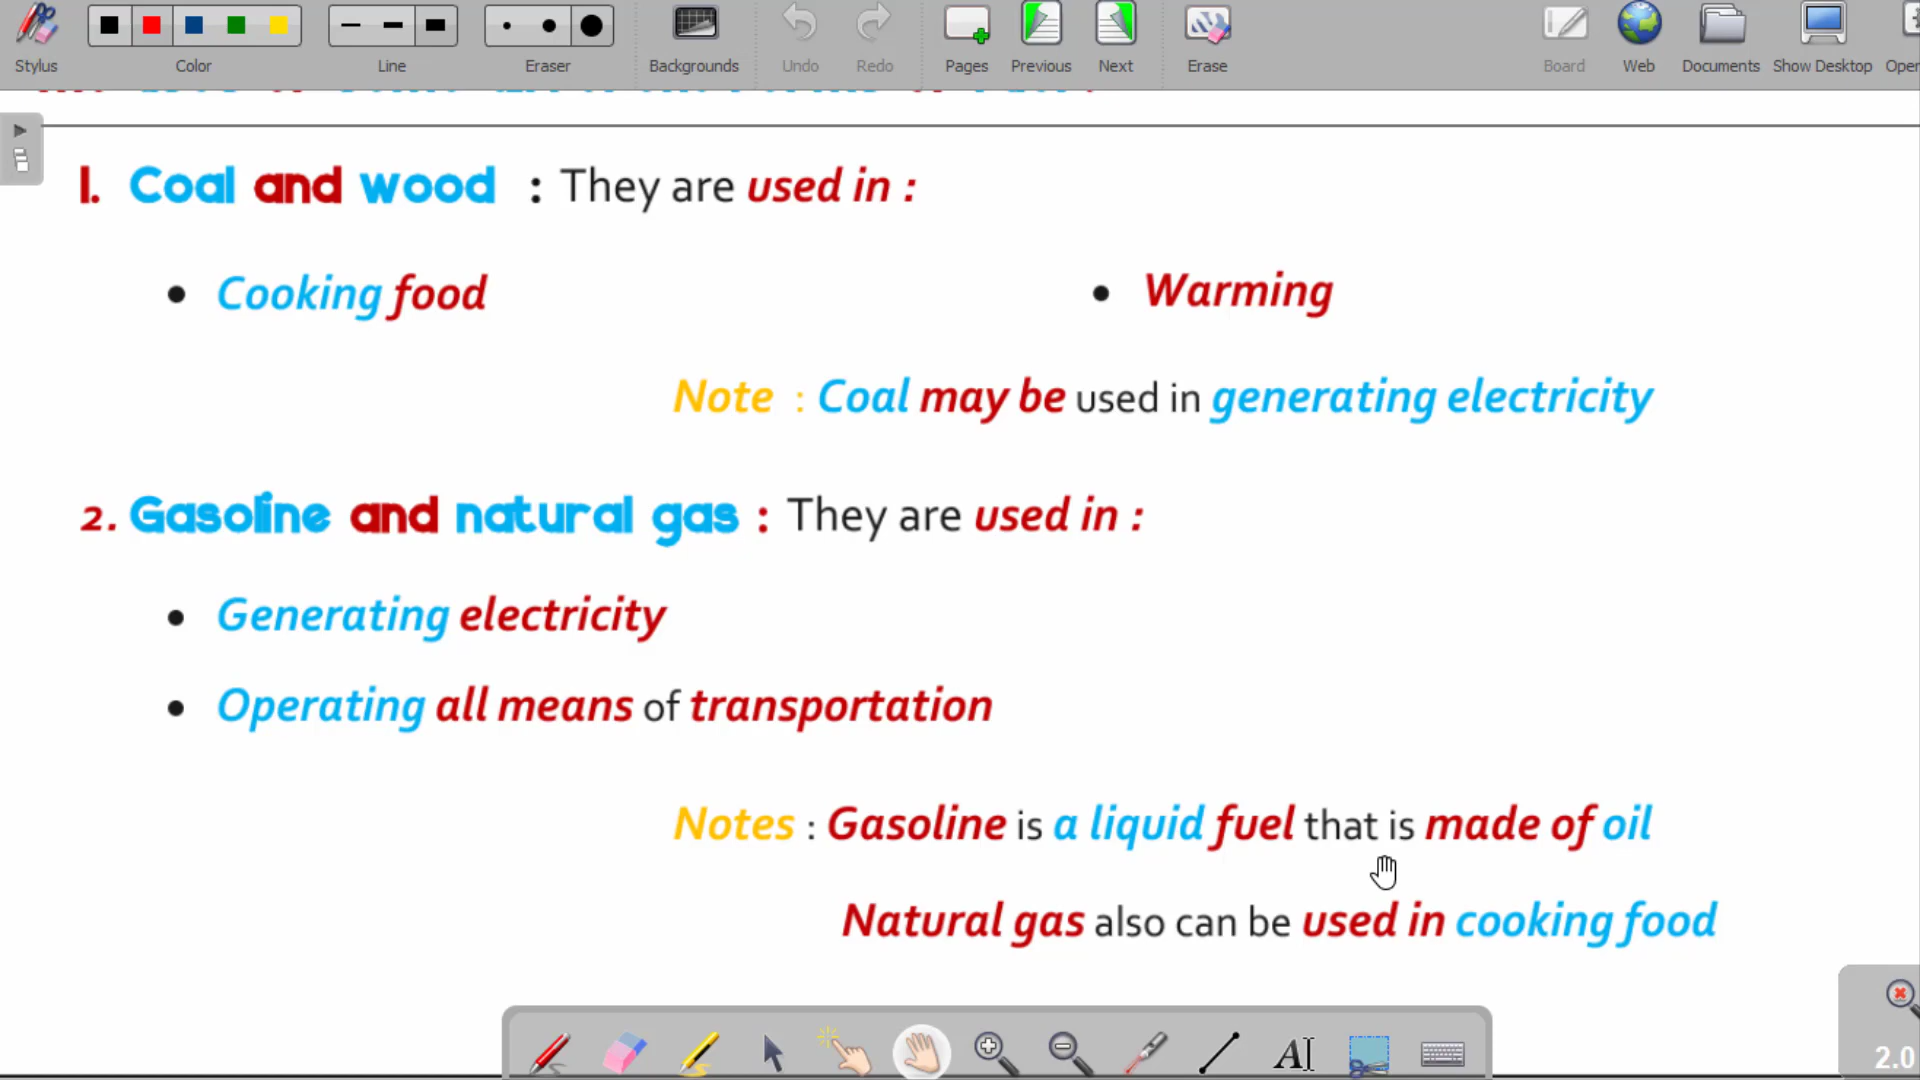 Stylus Color Line Eraser Backgrounds Undo Redo Pages Previous Next Erase Board Web Documents Show Desktop
1. Coal and wood : They are used in :
• Cooking food • Warming
Note : Coal may be used in generating electricity
2. Gasoline and natural gas : They are used in :
• Generating electricity
• Operating all means of transportation
Notes : Gasoline is a liquid fuel that is made of oil
Natural gas also can be used in cooking food
2.0